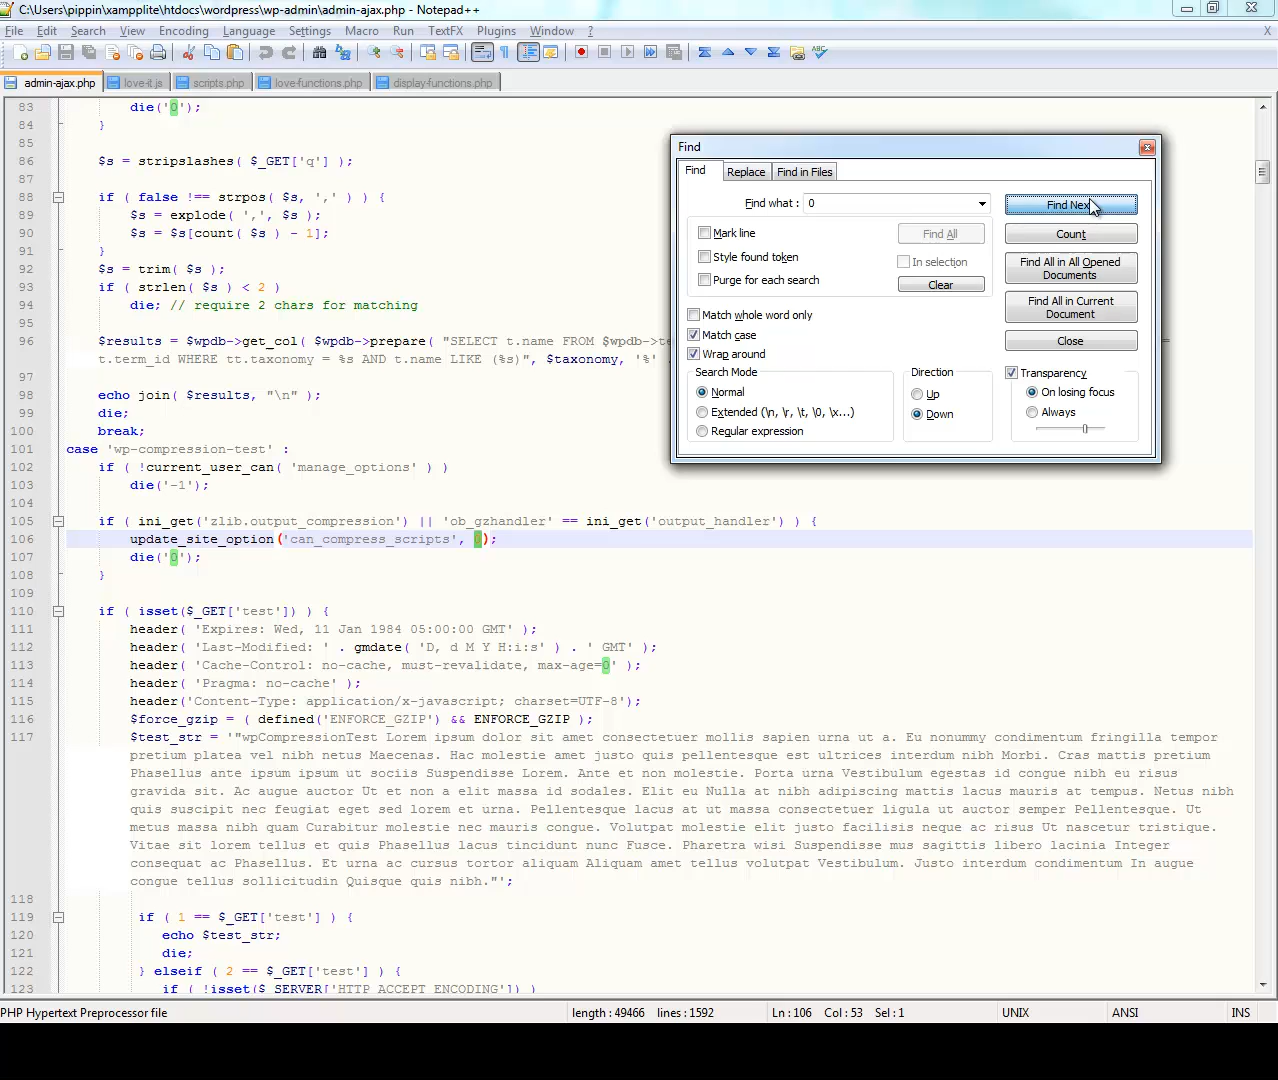 C:\Users\pippin\xampplite\htdocs\wordpress\wp-admin\admin-ajax.php - Notepad++
File Edit Search View Encoding Language Settings Macro Run TextFX Plugins Window ? X
admin-ajax.php love-it.js scripts.php love-functions.php display-functions.php
83 die('0');
84 }
85
86 $s = stripslashes( $_GET['q'] );
87
88 if ( false !== strpos( $s, ',' ) ) {
89 $s = explode( ',', $s );
90 $s = $s[count( $s ) - 1];
91 }
92 $s = trim( $s );
93 if ( strlen( $s ) < 2 )
94 die; // require 2 chars for matching
95
96 $results = $wpdb->get_col( $wpdb->prepare( "SELECT t.name FROM $wpdb->te =
t.term_id WHERE tt.taxonomy = %s AND t.name LIKE (%s)", $taxonomy, '%' .
97
98 echo join( $results, "\n" );
99 die;
100 break;
101 case 'wp-compression-test' :
102 if ( !current_user_can( 'manage_options' ) )
103 die('-1');
104
105 if ( ini_get('zlib.output_compression') || 'ob_gzhandler' == ini_get('output_handler') ) {
106 update_site_option('can_compress_scripts', 0);
107 die('0');
108 }
109
110 if ( isset($_GET['test']) ) {
111 header( 'Expires: Wed, 11 Jan 1984 05:00:00 GMT' );
112 header( 'Last-Modified: ' . gmdate( 'D, d M Y H:i:s' ) . ' GMT' );
113 header( 'Cache-Control: no-cache, must-revalidate, max-age=0' );
114 header( 'Pragma: no-cache' );
115 header('Content-Type: application/x-javascript; charset=UTF-8');
116 $force_gzip = ( defined('ENFORCE_GZIP') && ENFORCE_GZIP );
117 $test_str = '"wpCompressionTest Lorem ipsum dolor sit amet consectetuer mollis sapien urna ut a. Eu nonummy condimentum fringilla tempor
pretium platea vel nibh netus Maecenas. Hac molestie amet justo quis pellentesque est ultrices interdum nibh Morbi. Cras mattis pretium
Phasellus ante ipsum ipsum ut sociis Suspendisse Lorem. Ante et non molestie. Porta urna Vestibulum egestas id congue nibh eu risus
gravida sit. Ac augue auctor Ut et non a elit massa id sodales. Elit eu Nulla at nibh adipiscing mattis lacus mauris at tempus. Netus nibh
quis suscipit nec feugiat eget sed lorem et urna. Pellentesque lacus at ut massa consectetuer ligula ut auctor semper Pellentesque. Ut
metus massa nibh quam Curabitur molestie nec mauris congue. Volutpat molestie elit justo facilisis neque ac risus Ut nascetur tristique.
Vitae sit lorem tellus et quis Phasellus lacus tincidunt nunc Fusce. Pharetra wisi Suspendisse mus sagittis libero lacinia Integer
consequat ac Phasellus. Et urna ac cursus tortor aliquam Aliquam amet tellus volutpat Vestibulum. Justo interdum condimentum In augue
congue tellus sollicitudin Quisque quis nibh."';
118
119 if ( 1 == $_GET['test'] ) {
120 echo $test_str;
121 die;
122 } elseif ( 2 == $_GET['test'] ) {
123 if ( !isset($_SERVER['HTTP_ACCEPT_ENCODING']) )
Find
Find Replace Find in Files
Find what : 0 Find Nex
Mark line Find All Count
Style found token In selection Find All in All Opened
Documents
Purge for each search Clear
Find All in Current
Document
Match whole word only
Match case Close
Wrap around
Search Mode Direction Transparency
Normal Up On losing focus
Extended (\n, \r, \t, \0, \x...) Down Always
Regular expression
PHP Hypertext Preprocessor file length : 49466 lines : 1592 Ln : 106 Col : 53 Sel : 1 UNIX ANSI INS